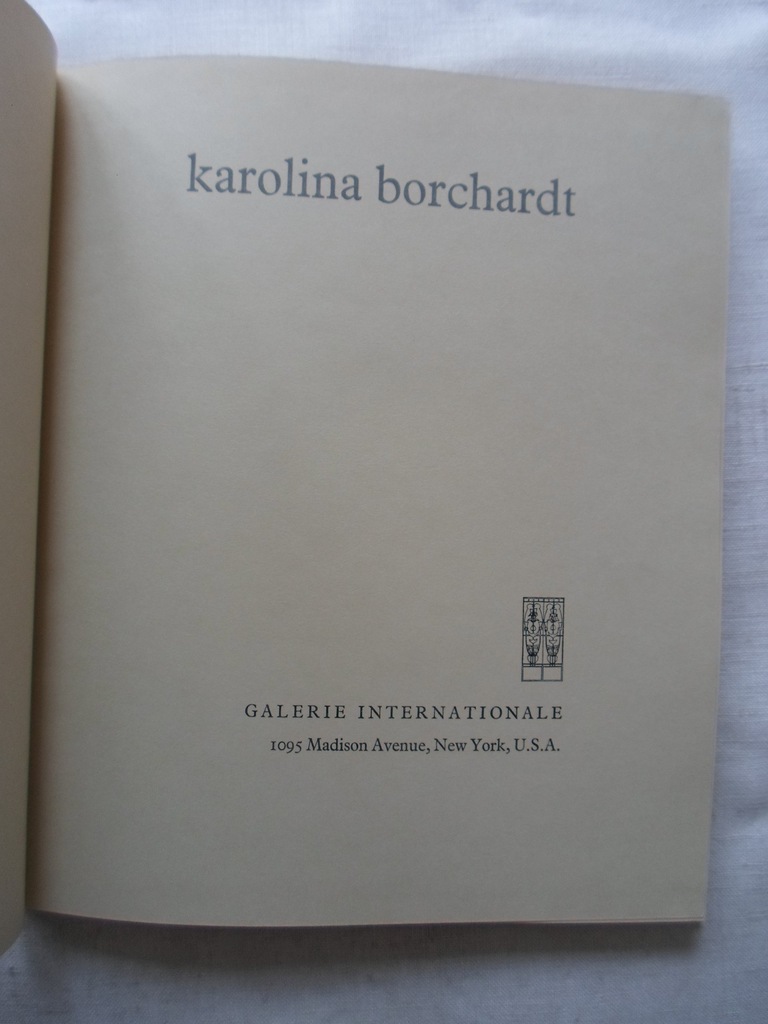 karolina borchardt
GALERIE INTERNATIONALE
1095 Madison Avenue, New York, U.S.A.